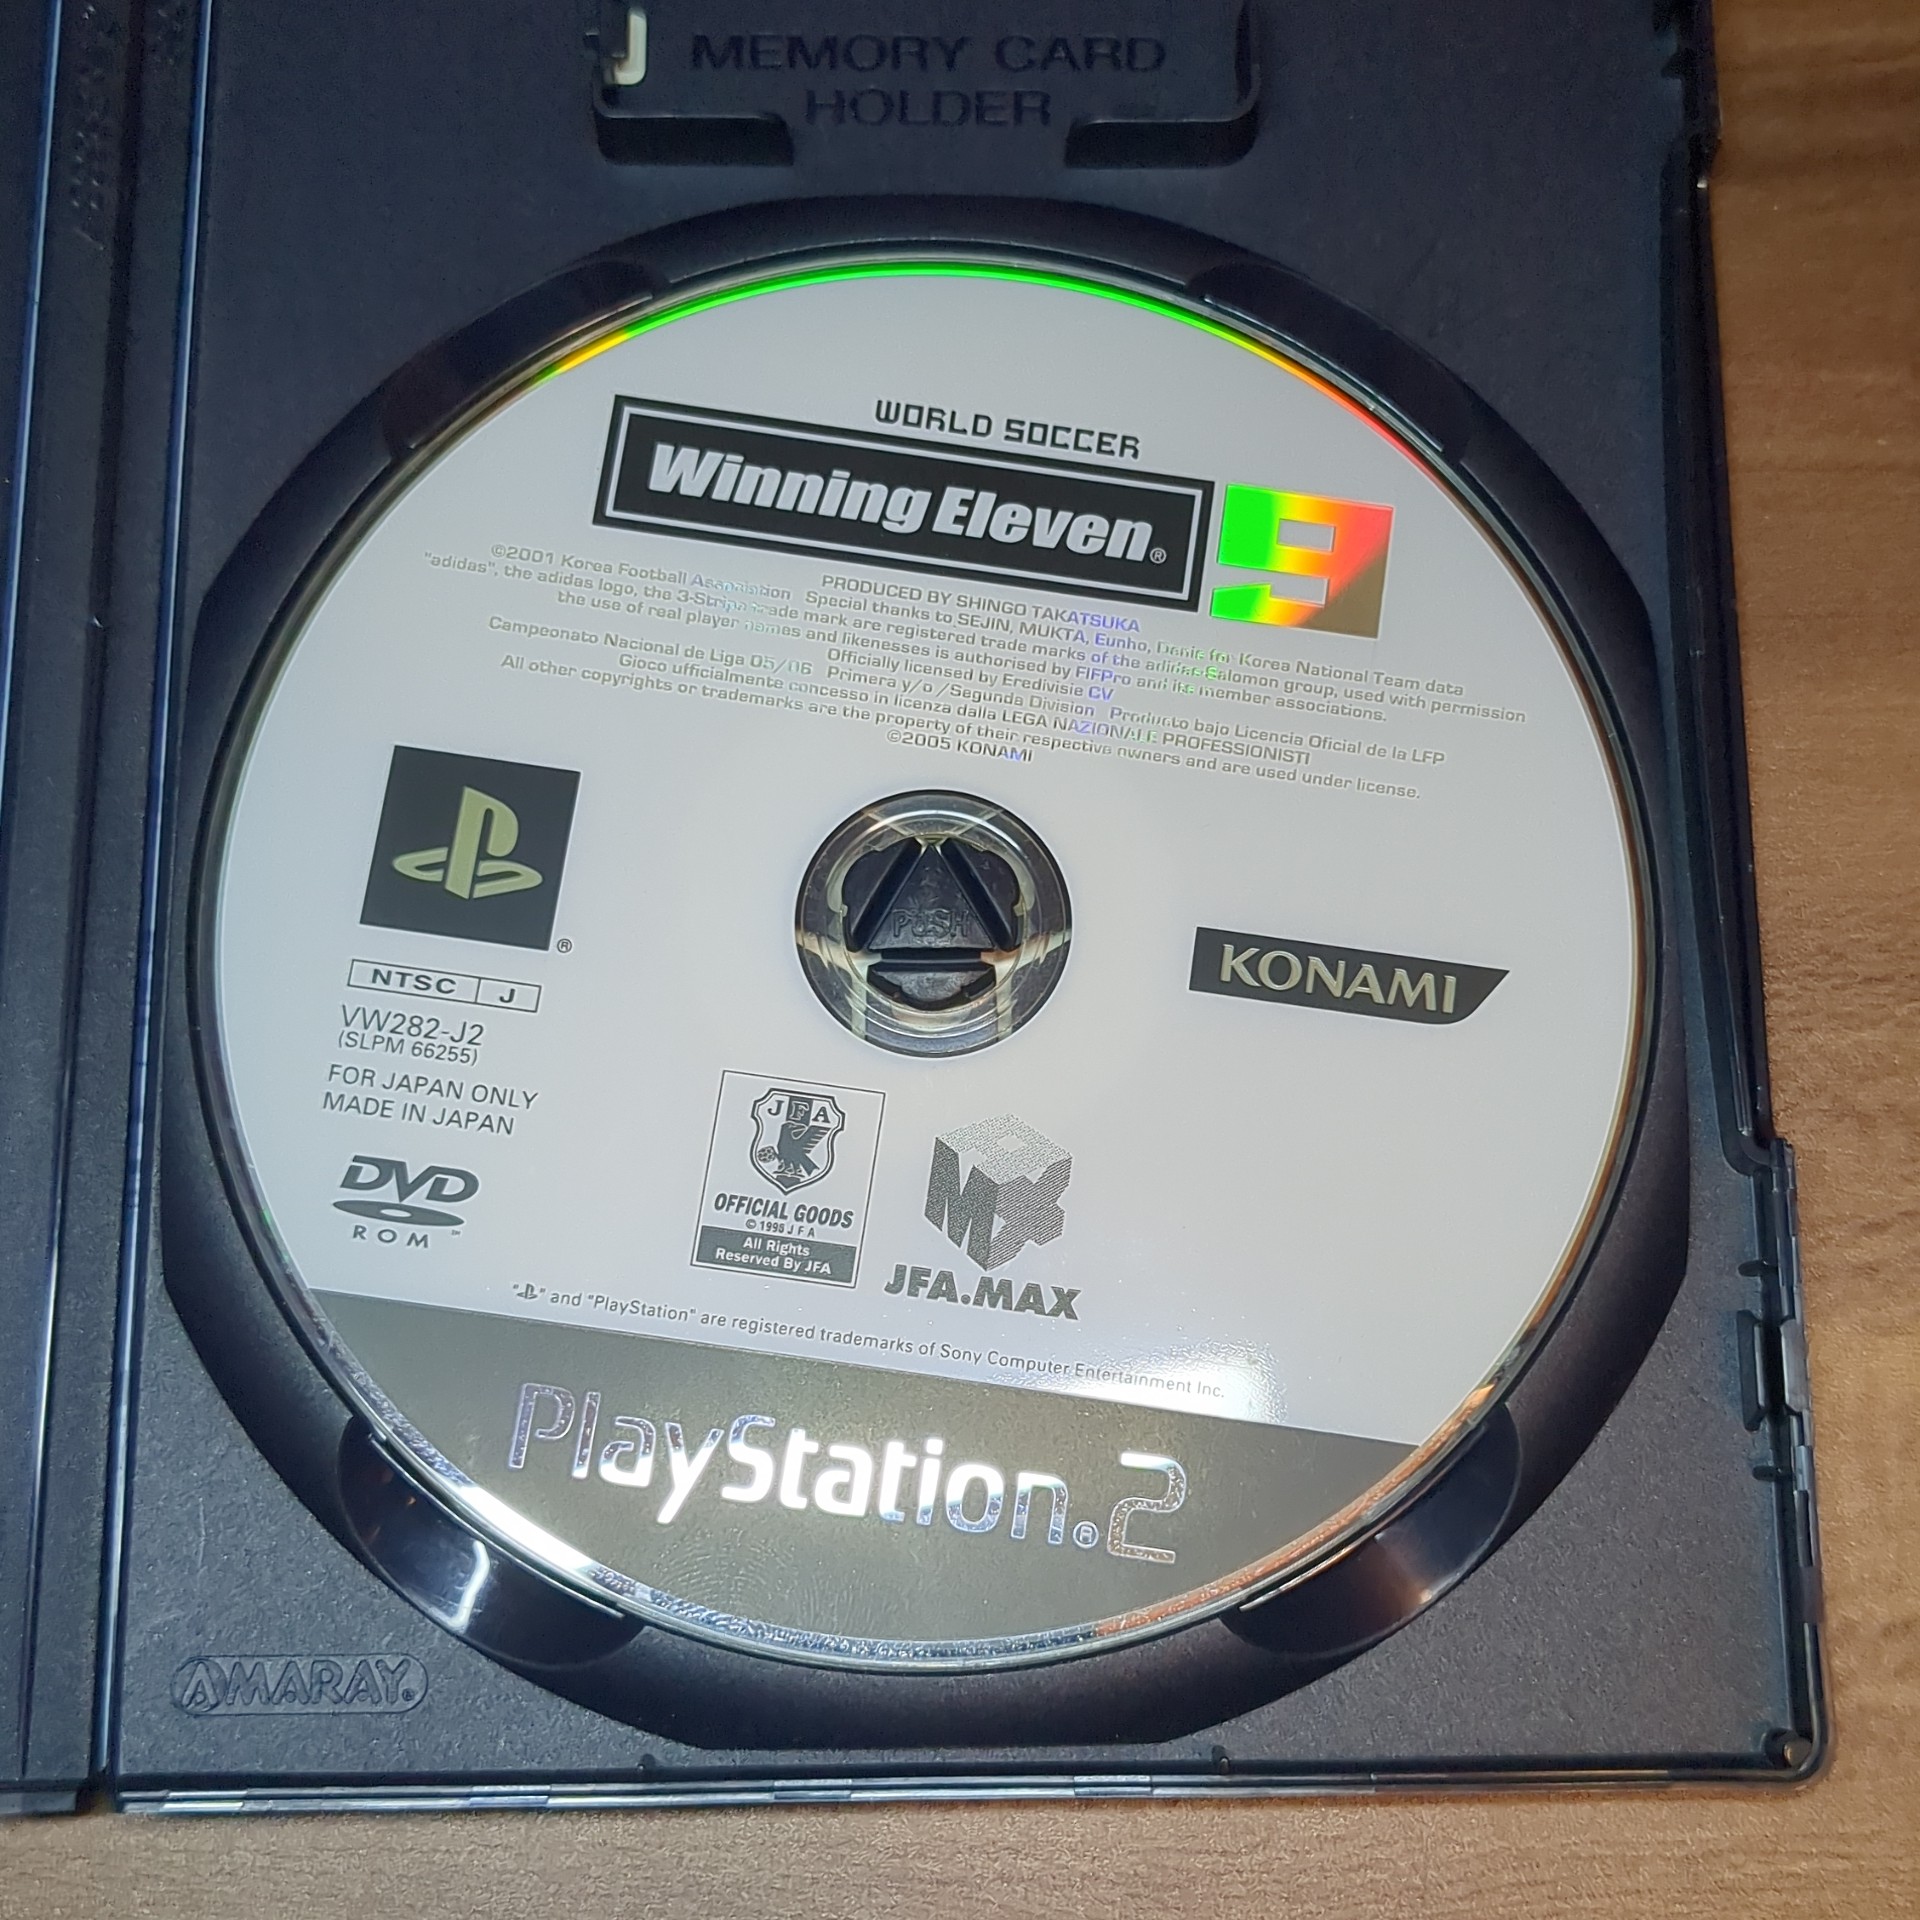 MEMORY CARD
HOLDER
WORLD SOCCER
Winning Eleven® 9
PRODUCED BY SHINGO TAKATSUKA
©2001 Korea Football Association Special thanks to SEJIN, MUKTA, Eunho, Denis for Korea National Team data
"adidas", the adidas logo, the 3-Stripe trade mark are registered trade marks of the adidas-Salomon group, used with permission
the use of real player names and likenesses is authorised by FIFPro and its member associations.
Officially licensed by Eredivisie CV
Campeonato Nacional de Liga 05/06 Primera y/o /Segunda Division Producto bajo Licencia Oficial de la LFP
Gioco ufficialmente concesso in licenza dalla LEGA NAZIONALE PROFESSIONISTI
All other copyrights or trademarks are the property of their respective owners and are used under license.
©2005 KONAMI
®
PUSH
NTSC J
VW282-J2
(SLPM 66255)
FOR JAPAN ONLY
MADE IN JAPAN
KONAMI
DVD
ROM™
JFA
OFFICIAL GOODS
©1998 JFA
All Rights
Reserved By JFA
MAX
JFA.MAX
"PS" and "PlayStation" are registered trademarks of Sony Computer Entertainment Inc.
PlayStation®2
AMARAY®